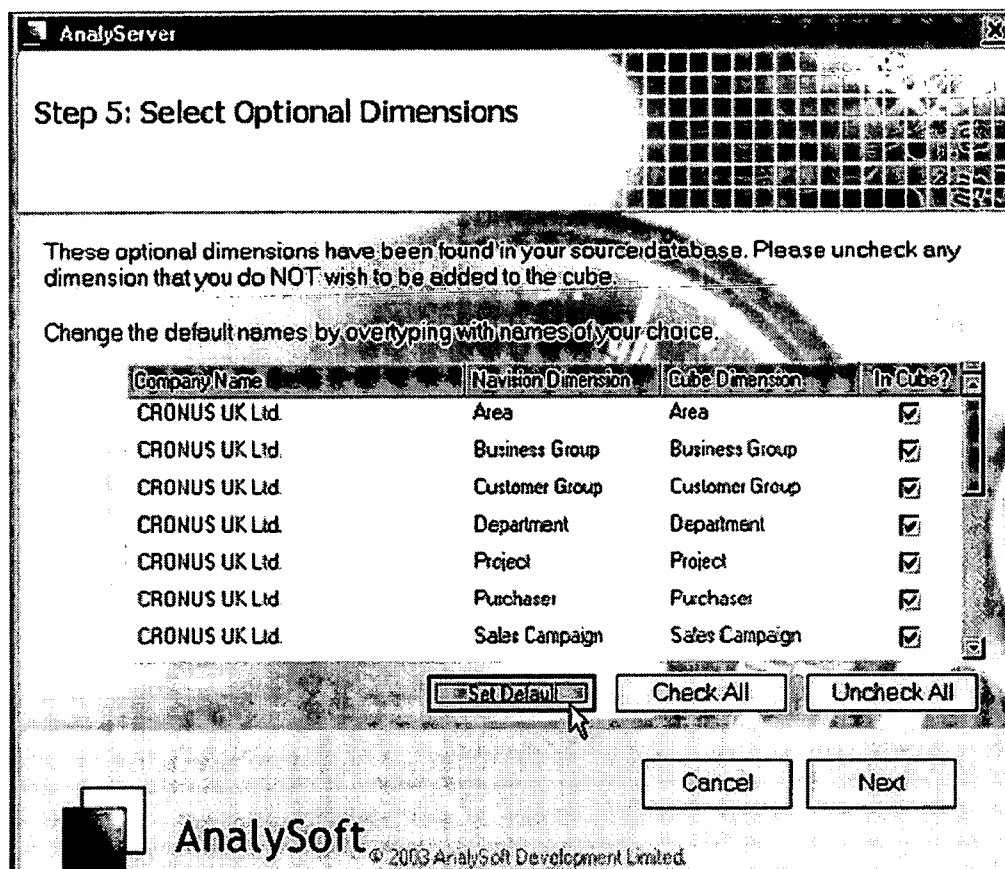 AnalyServer
Step 5: Select Optional Dimensions
These optional dimensions have been found in your source database. Please uncheck any
dimension that you do NOT wish to be added to the cube.
Change the default names by overtyping with names of your choice.
Company Name Navision Dimension Cube Dimension In Cube?
CRONUS UK Ltd. Area Area
CRONUS UK Ltd. Business Group Business Group
CRONUS UK Ltd. Customer Group Customer Group
CRONUS UK Ltd. Department Department
CRONUS UK Ltd. Project Project
CRONUS UK Ltd. Purchaser Purchaser
CRONUS UK Ltd. Sales Campaign Sales Campaign
Set Default Check All Uncheck All
Cancel Next
AnalySoft © 2003 AnalySoft Development Limited.